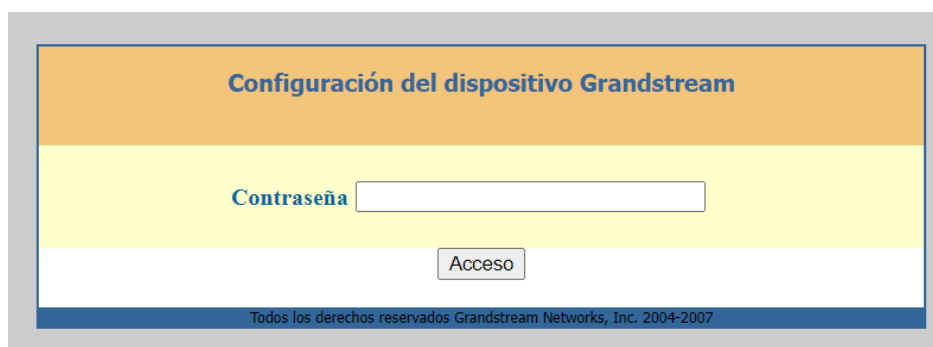 Configuración del dispositivo Grandstream
Contraseña
Acceso
Todos los derechos reservados Grandstream Networks, Inc. 2004-2007